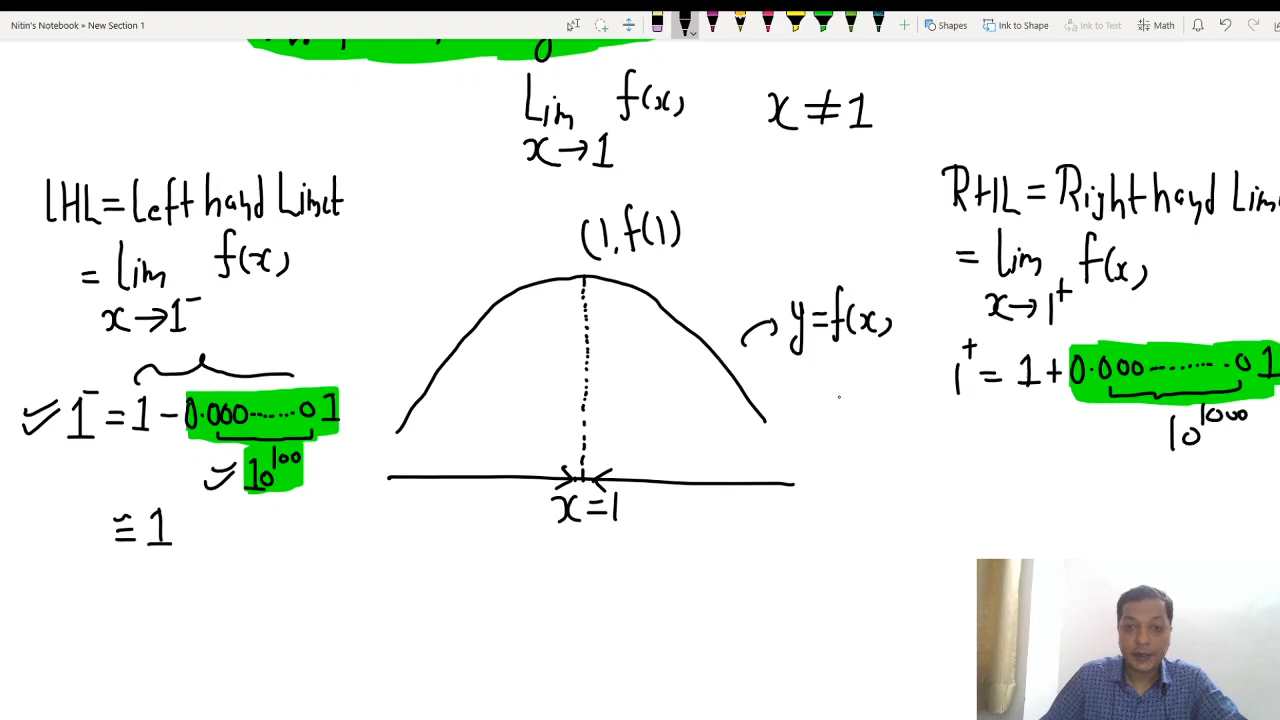 Nitin's Notebook » New Section 1
Shapes
Ink to Shape
Ink to Text
Math
Lim f(x)
x→1
x ≠ 1
LHL = Left hand Limit
= lim f(x)
x→1⁻
1⁻ = 1 - 0.000.......01
10¹⁰⁰
≅ 1
(1, f(1)
y = f(x)
x = 1
RHL = Right hand Lim
= lim f(x)
x→1⁺
1⁺ = 1 + 0.000........01
10¹⁰⁰⁰